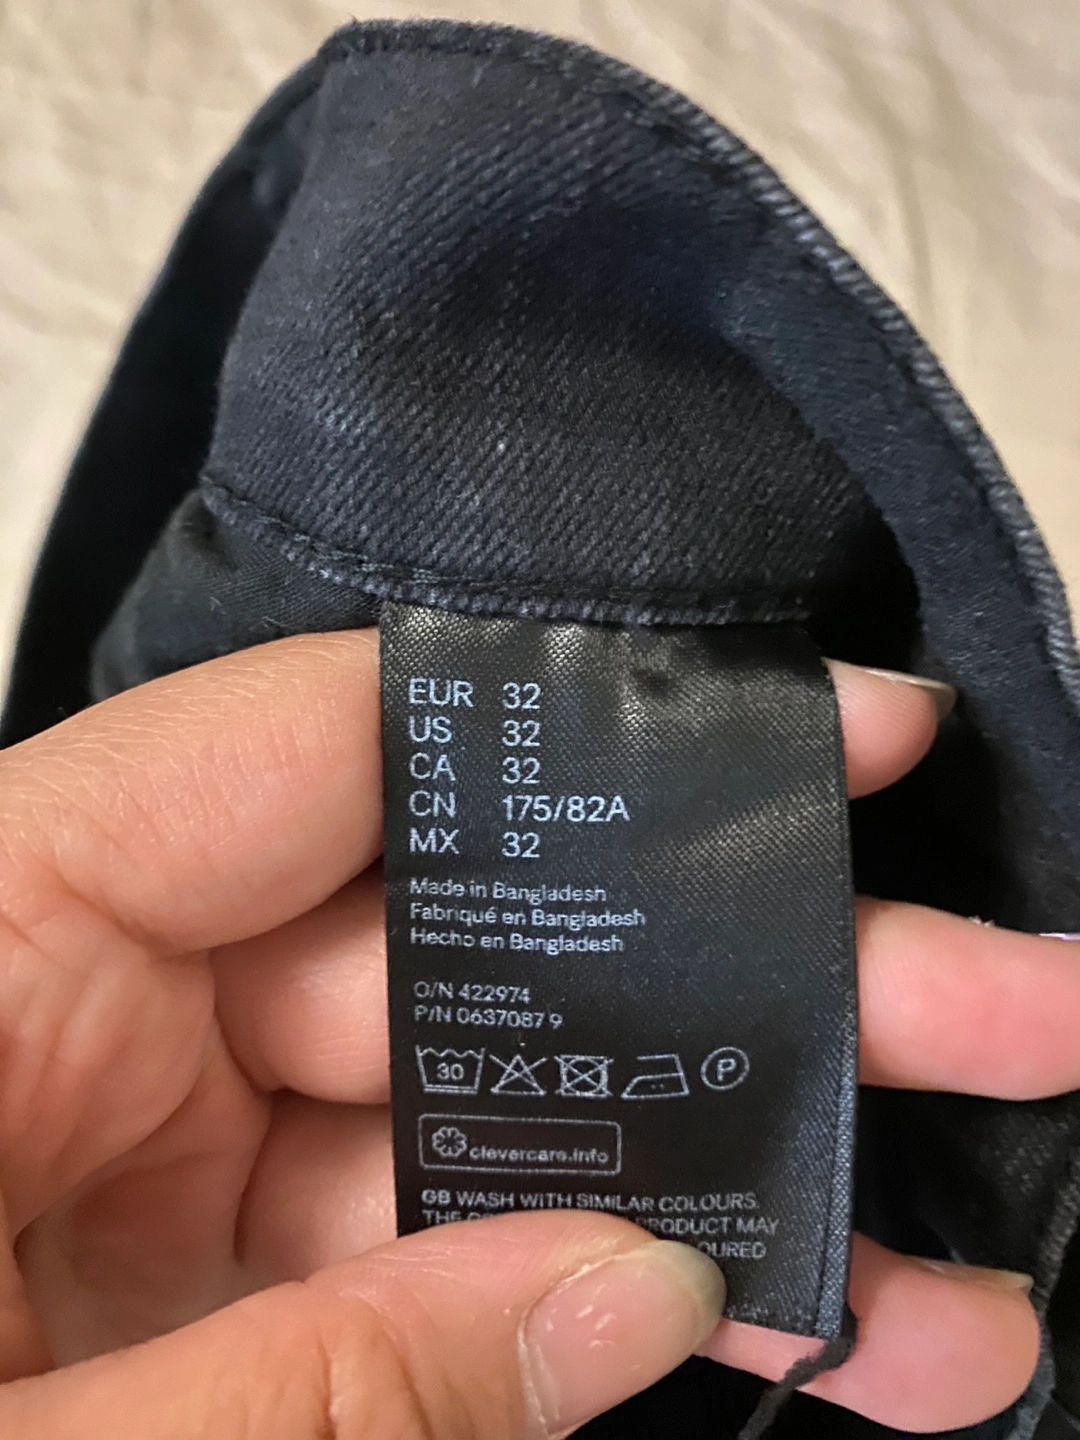 EUR 32
US 32
CA 32
CN 175/82A
MX 32
Made in Bangladesh
Fabriqué en Bangladesh
Hecho en Bangladesh
O/N 422974
P/N 0637087 9
30
P
clevercare.info
GB WASH WITH SIMILAR COLOURS.
THE PRODUCT MAY